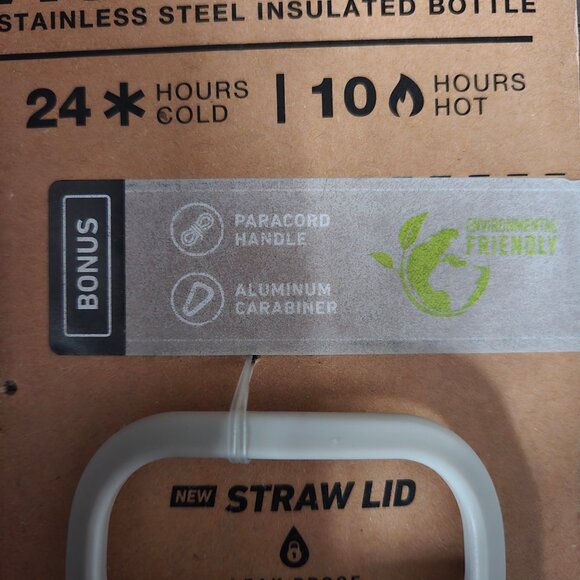 STAINLESS STEEL INSULATED BOTTLE
24 HOURS COLD | 10 HOURS HOT
BONUS
PARACORD
HANDLE
ALUMINUM
CARABINER
ENVIRONMENTAL
FRIENDLY
NEW STRAW LID